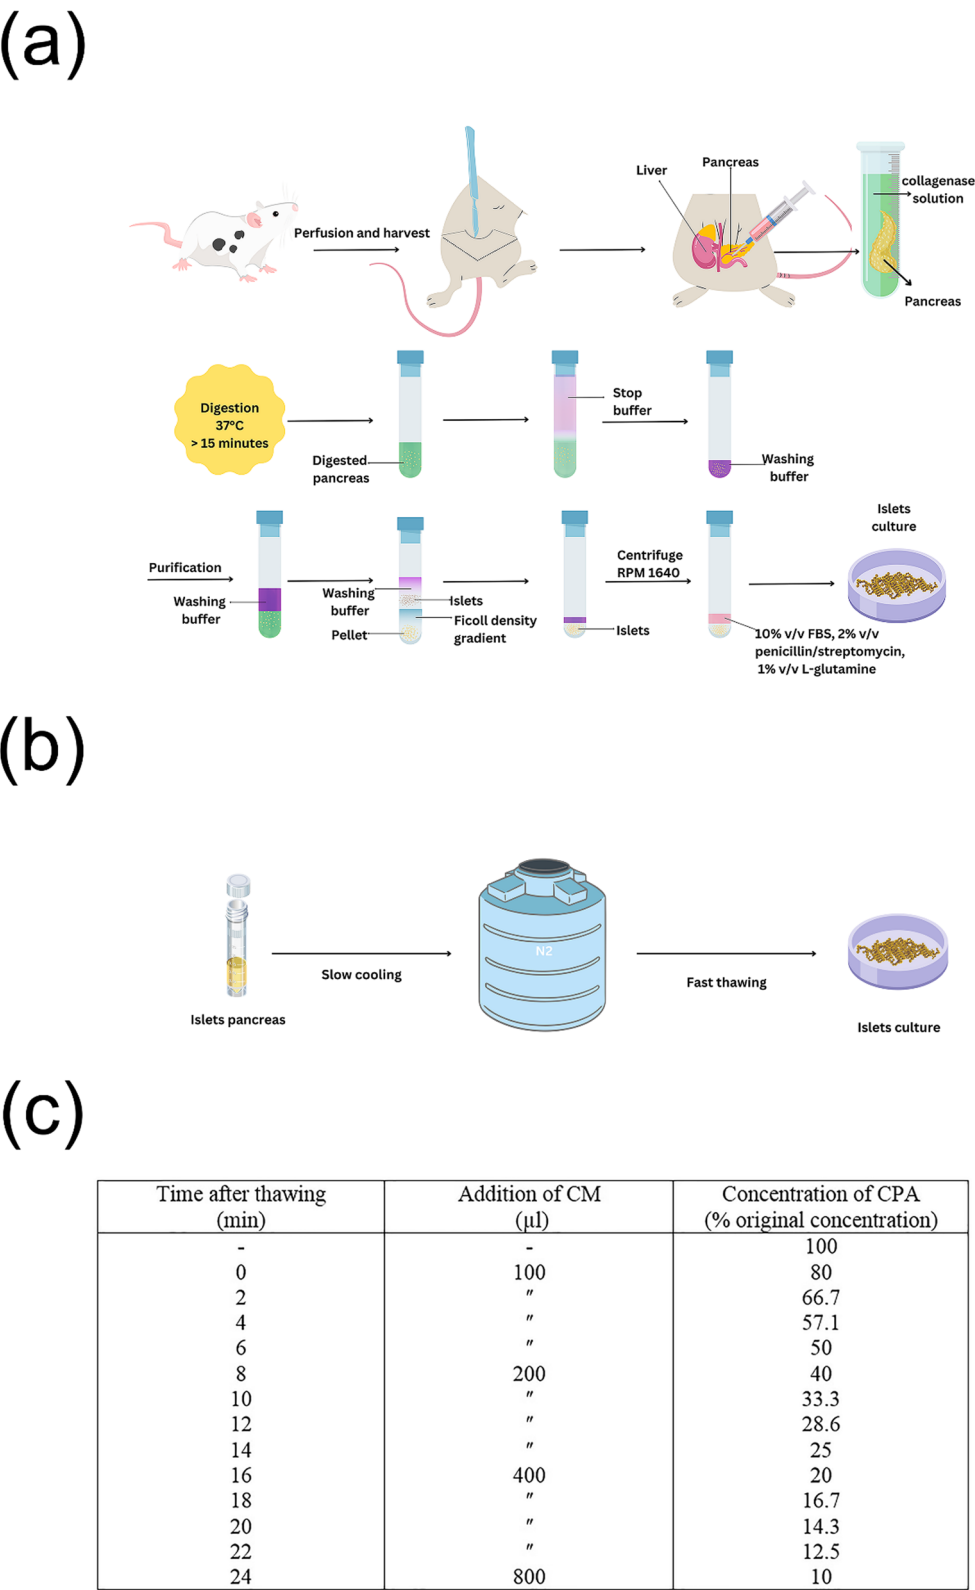 (a)
Perfusion and harvest
Liver
Pancreas
collagenase
solution
Pancreas
Digestion
37°C
> 15 minutes
Digested
pancreas
Stop
buffer
Washing
buffer
Purification
Washing
buffer
Washing
buffer
Pellet
Islets
Ficoll density
gradient
Islets
Centrifuge
RPM 1640
10% v/v FBS, 2% v/v
penicillin/streptomycin,
1% v/v L-glutamine
Islets
culture
(b)
Islets pancreas
Slow cooling
N2
Fast thawing
Islets culture
(c)
Time after thawing (min) Addition of CM (µl) Concentration of CPA (% original concentration)
- - 100
0 100 80
2 〃 66.7
4 〃 57.1
6 〃 50
8 200 40
10 〃 33.3
12 〃 28.6
14 〃 25
16 400 20
18 〃 16.7
20 〃 14.3
22 〃 12.5
24 800 10